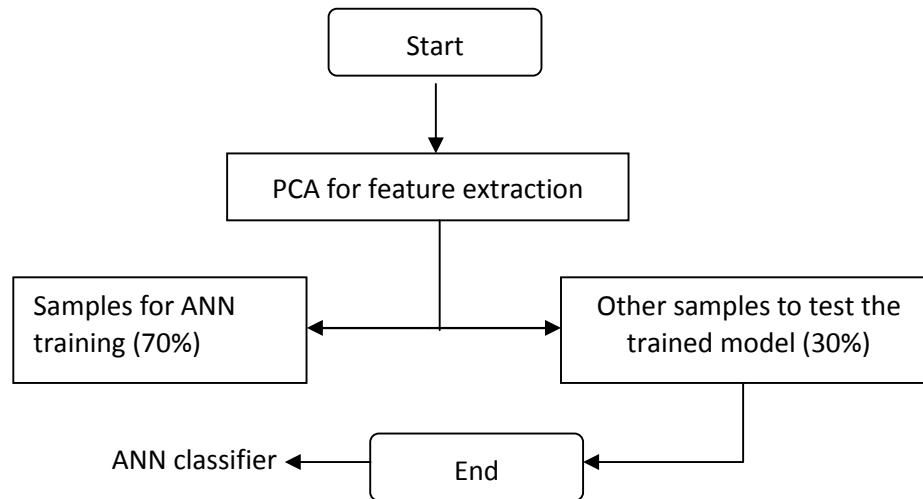 Start
PCA for feature extraction
Samples for ANN
training (70%)
Other samples to test the
trained model (30%)
ANN classifier
End